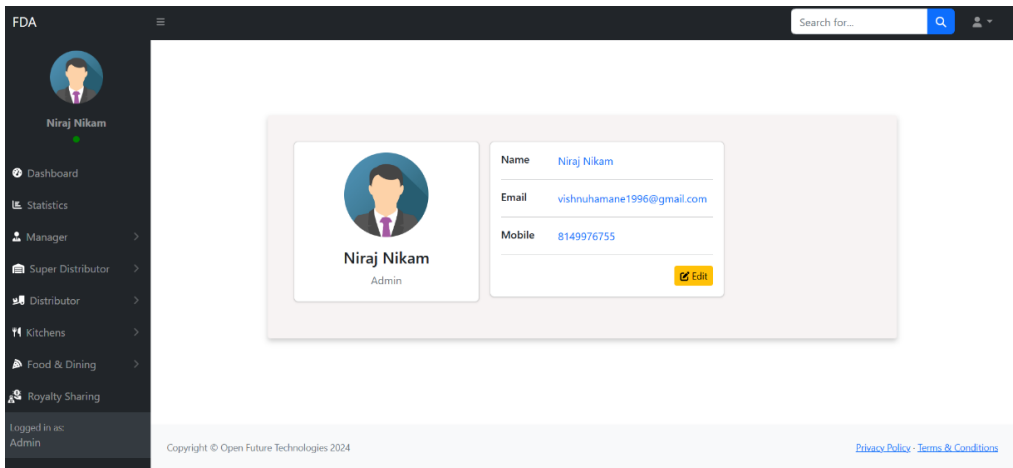 FDA
Search for...
Niraj Nikam
Dashboard
Statistics
Manager
Super Distributor
Distributor
Kitchens
Food & Dining
Royalty Sharing
Logged in as:
Admin
Niraj Nikam
Admin
Name Niraj Nikam
Email vishnuhamane1996@gmail.com
Mobile 8149976755
Edit
Copyright © Open Future Technologies 2024
Privacy Policy · Terms & Conditions